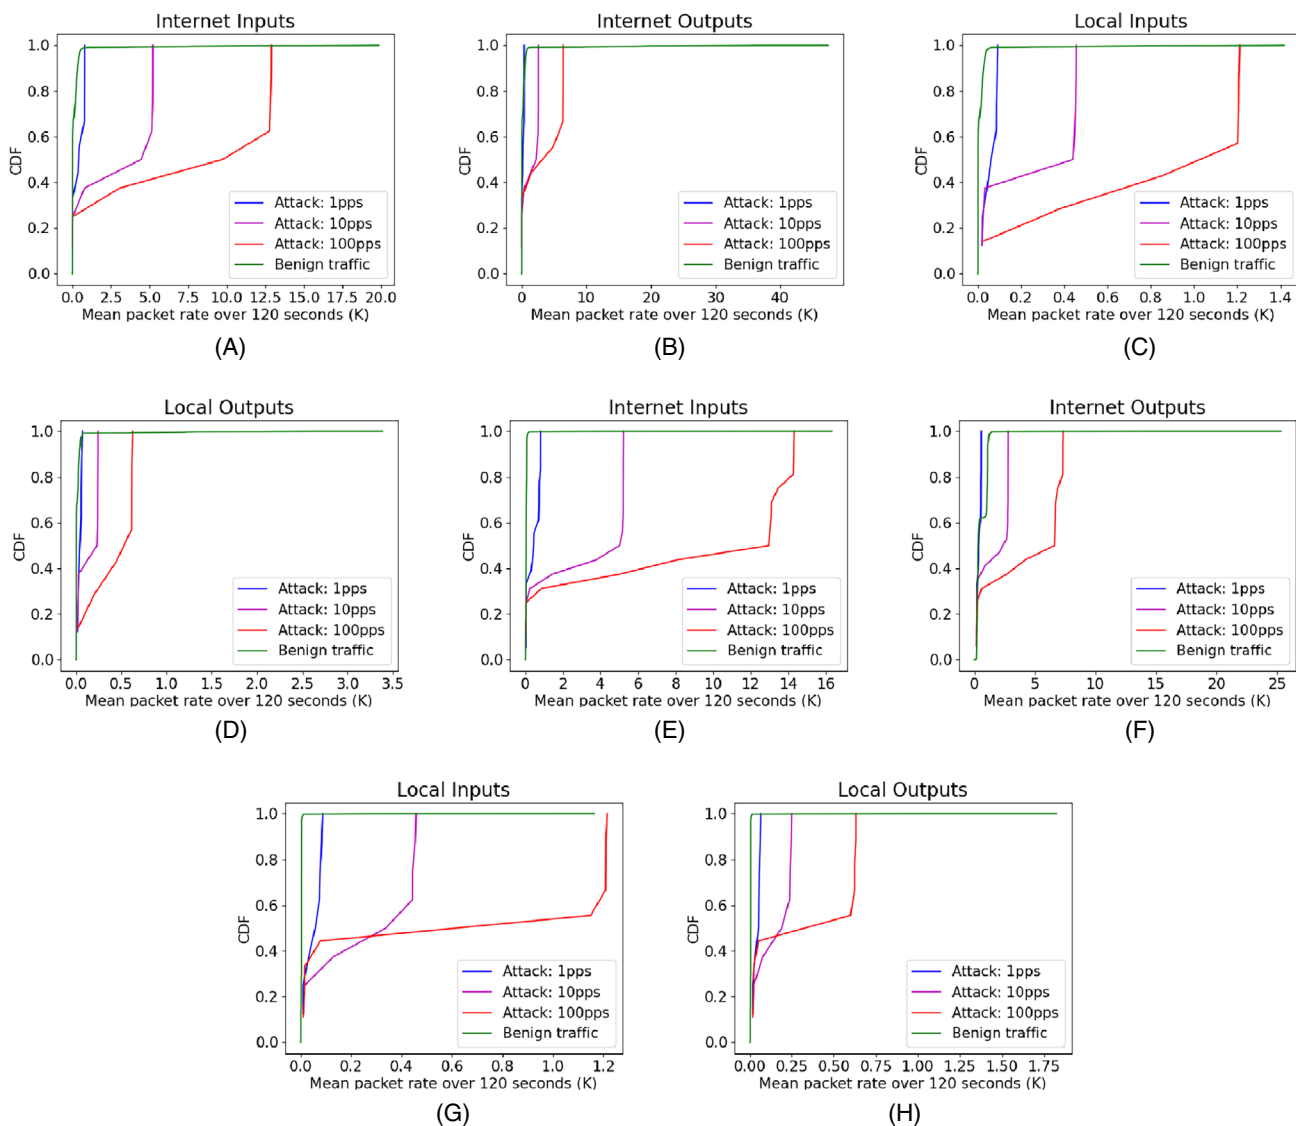 Internet Inputs
CDF
1.0
0.8
0.6
0.4
0.2
0.0
Attack: 1pps
Attack: 10pps
Attack: 100pps
Benign traffic
0.0 2.5 5.0 7.5 10.0 12.5 15.0 17.5 20.0
Mean packet rate over 120 seconds (K)
(A)
Internet Outputs
CDF
1.0
0.8
0.6
0.4
0.2
0.0
Attack: 1pps
Attack: 10pps
Attack: 100pps
Benign traffic
0 10 20 30 40
Mean packet rate over 120 seconds (K)
(B)
Local Inputs
CDF
1.0
0.8
0.6
0.4
0.2
0.0
Attack: 1pps
Attack: 10pps
Attack: 100pps
Benign traffic
0.0 0.2 0.4 0.6 0.8 1.0 1.2 1.4
Mean packet rate over 120 seconds (K)
(C)
Local Outputs
CDF
1.0
0.8
0.6
0.4
0.2
0.0
Attack: 1pps
Attack: 10pps
Attack: 100pps
Benign traffic
0.0 0.5 1.0 1.5 2.0 2.5 3.0 3.5
Mean packet rate over 120 seconds (K)
(D)
Internet Inputs
CDF
1.0
0.8
0.6
0.4
0.2
0.0
Attack: 1pps
Attack: 10pps
Attack: 100pps
Benign traffic
0 2 4 6 8 10 12 14 16
Mean packet rate over 120 seconds (K)
(E)
Internet Outputs
CDF
1.0
0.8
0.6
0.4
0.2
0.0
Attack: 1pps
Attack: 10pps
Attack: 100pps
Benign traffic
0 5 10 15 20 25
Mean packet rate over 120 seconds (K)
(F)
Local Inputs
CDF
1.0
0.8
0.6
0.4
0.2
0.0
Attack: 1pps
Attack: 10pps
Attack: 100pps
Benign traffic
0.0 0.2 0.4 0.6 0.8 1.0 1.2
Mean packet rate over 120 seconds (K)
(G)
Local Outputs
CDF
1.0
0.8
0.6
0.4
0.2
0.0
Attack: 1pps
Attack: 10pps
Attack: 100pps
Benign traffic
0.00 0.25 0.50 0.75 1.00 1.25 1.50 1.75
Mean packet rate over 120 seconds (K)
(H)